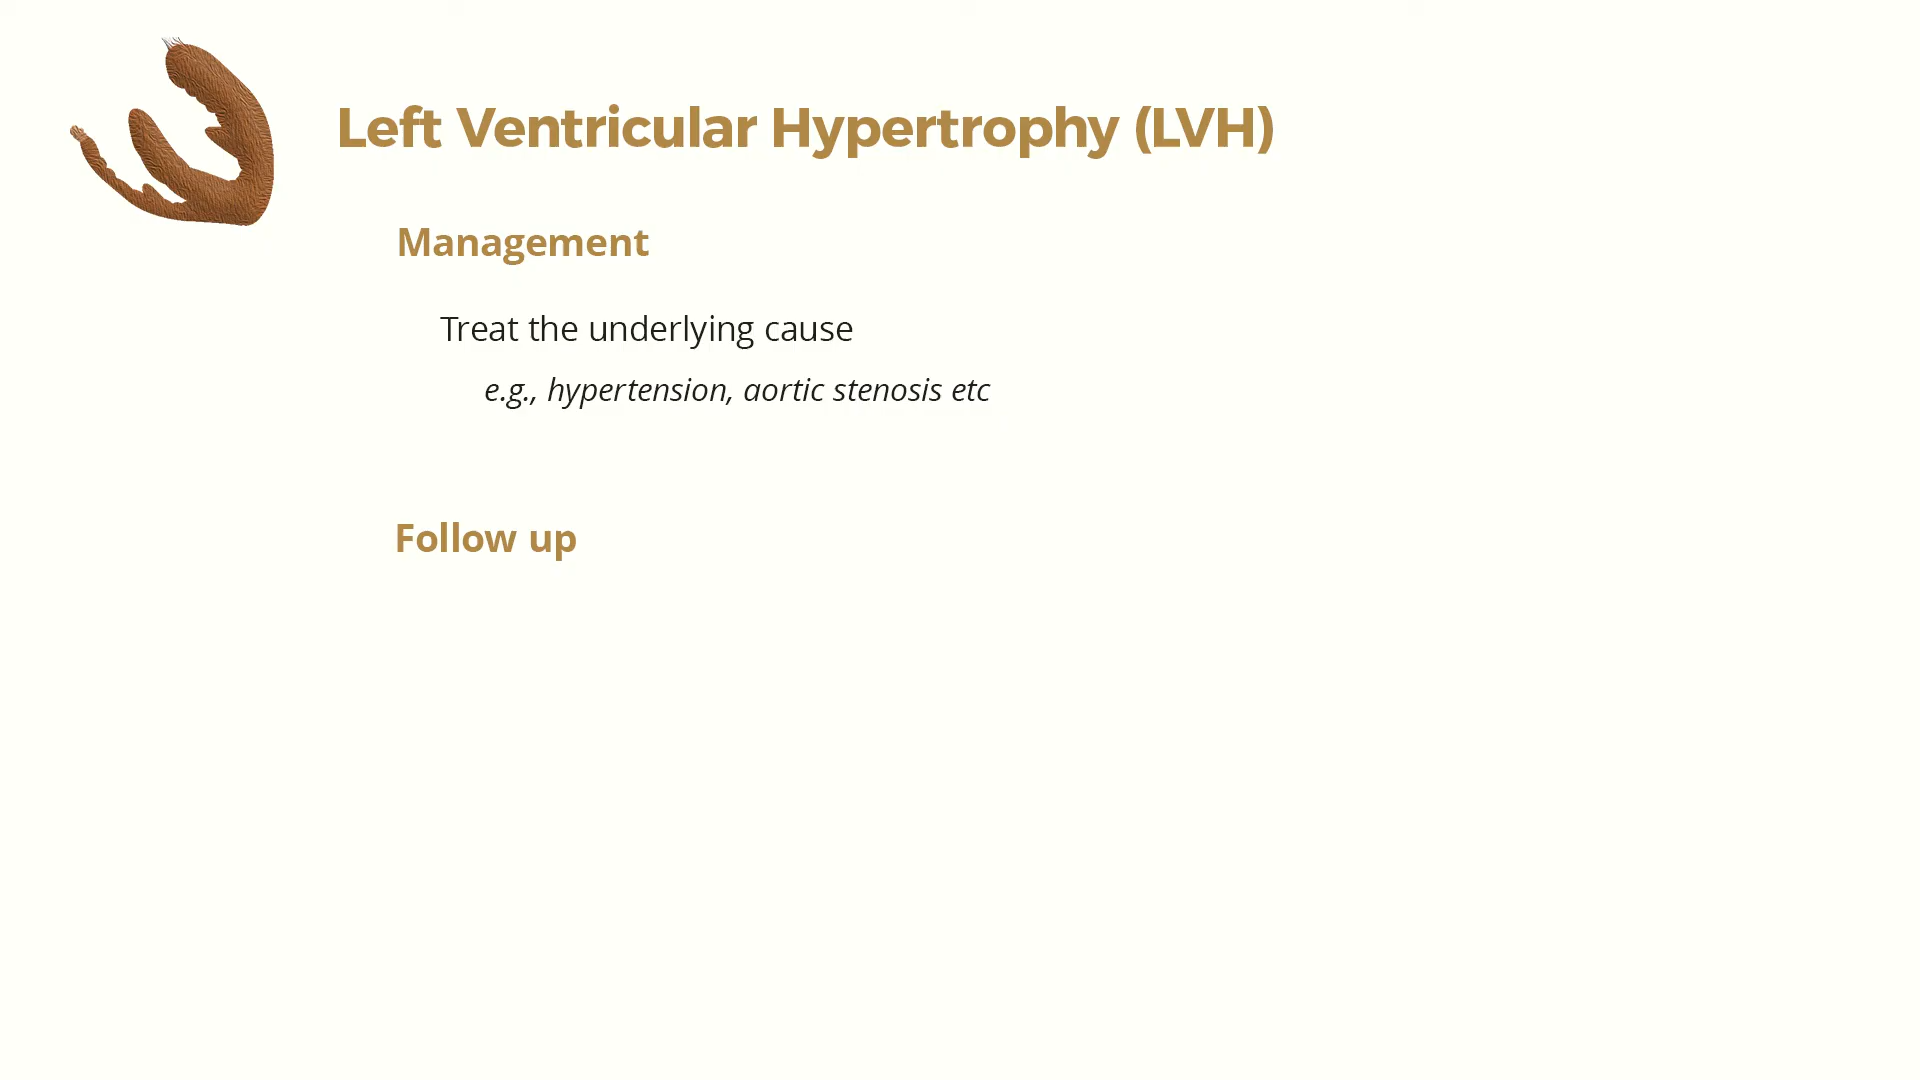 Left Ventricular Hypertrophy (LVH)
Management
Treat the underlying cause
e.g., hypertension, aortic stenosis etc
Follow up